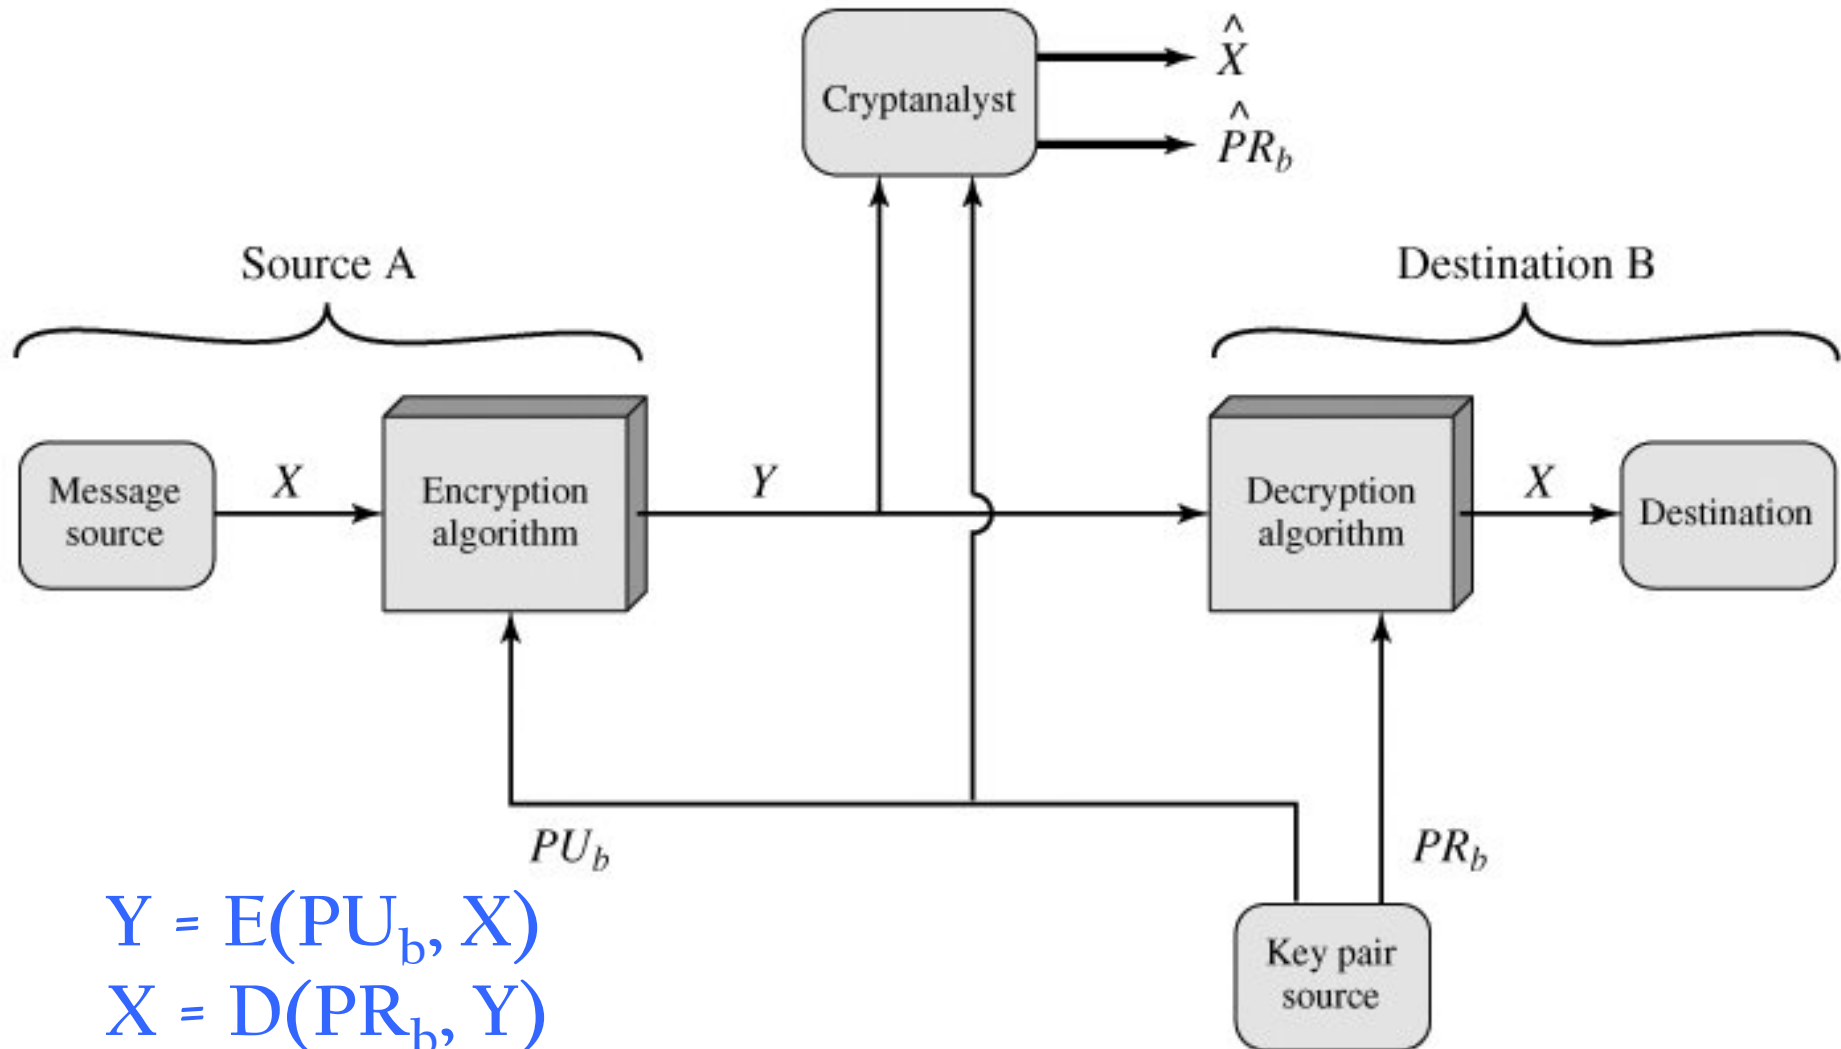 X̂
Cryptanalyst
P̂R_b
Source A
Destination B
Message
source
X
Encryption
algorithm
Y
Decryption
algorithm
X
Destination
PU_b
PR_b
Y = E(PU_b, X)
X = D(PR_b, Y)
Key pair
source